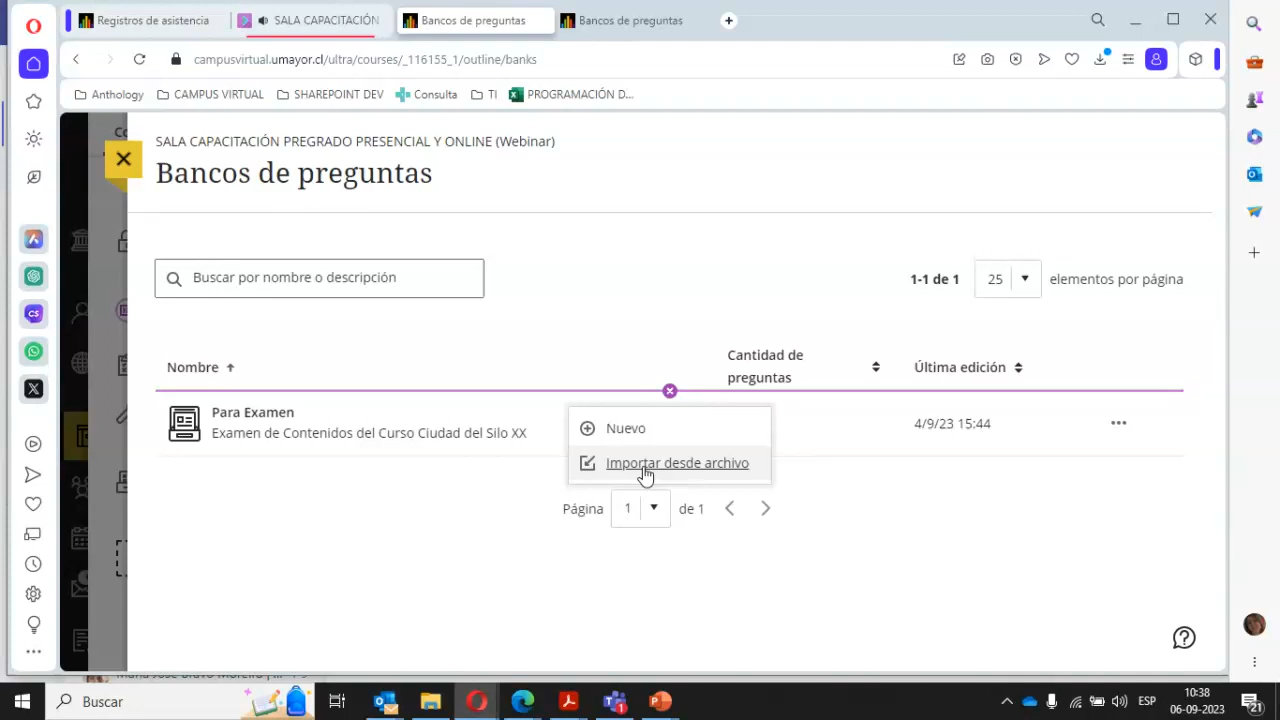 Registros de asistencia
SALA CAPACITACIÓN
Bancos de preguntas
Bancos de preguntas
campusvirtual.umayor.cl/ultra/courses/_116155_1/outline/banks
Anthology
CAMPUS VIRTUAL
SHAREPOINT DEV
Consulta
TI
PROGRAMACIÓN D...
Co
SALA CAPACITACIÓN PREGRADO PRESENCIAL Y ONLINE (Webinar)
Bancos de preguntas
Buscar por nombre o descripción
1-1 de 1
25
elementos por página
Nombre
Cantidad de
preguntas
Última edición
Para Examen
Examen de Contenidos del Curso Ciudad del Silo XX
4/9/23 15:44
Nuevo
Importar desde archivo
Página
1
de 1
CS
Buscar
1
ESP
10:38
06-09-2023
21